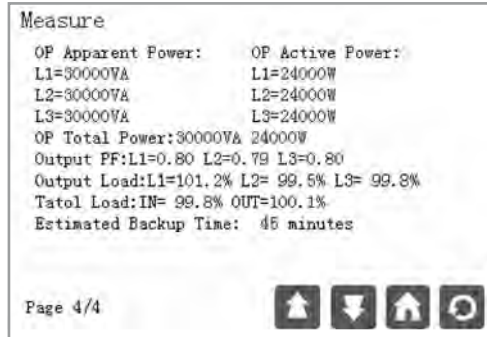 Measure
OP Apparent Power: OP Active Power:
L1=30000VA L1=24000W
L2=30000VA L2=24000W
L3=30000VA L3=24000W
OP Total Power:30000VA 24000W
Output PF:L1=0.80 L2=0.79 L3=0.80
Output Load:L1=101.2% L2= 99.5% L3= 99.8%
Tatol Load:IN= 99.8% OUT=100.1%
Estimated Backup Time: 45 minutes
Page 4/4